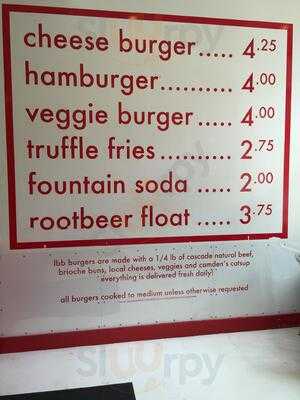 cheese burger..... 4.25
hamburger.......... 4.00
veggie burger ..... 4.00
truffle fries........... 2.75
fountain soda ..... 2.00
rootbeer float ..... 3.75
lbb burgers are made with a 1/4 lb of cascade natural beef,
brioche buns, local cheeses, veggies and camden's catsup
everything is delivered fresh daily!
all burgers cooked to medium unless otherwise requested
Sluurpy
Sluurpy